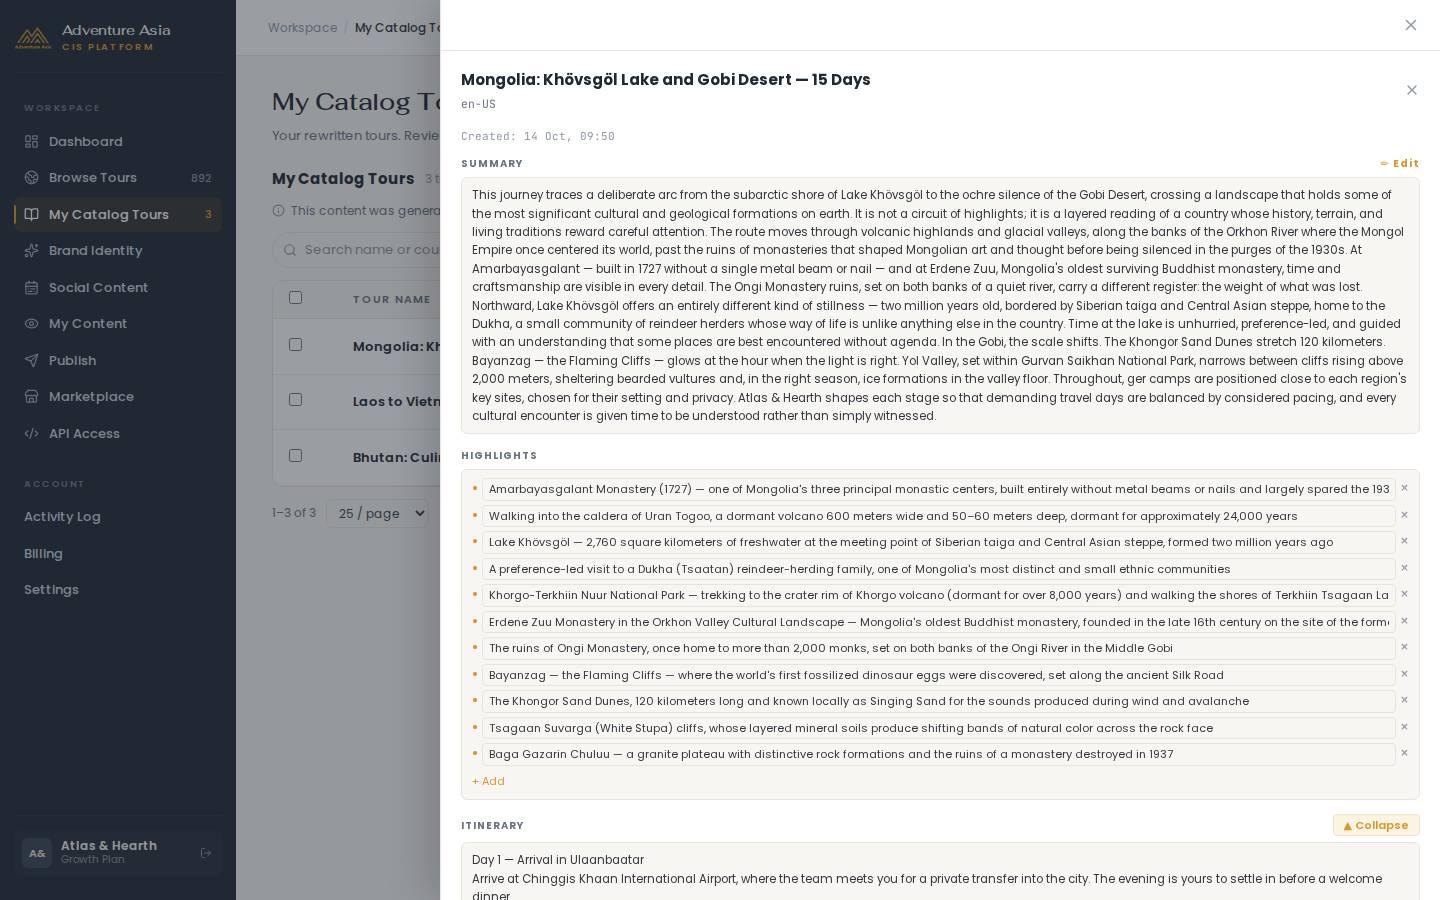 Adventure Asia
Adventure Asia
CIS PLATFORM
WORKSPACE
Dashboard
Browse Tours 892
My Catalog Tours 3
Brand Identity
Social Content
My Content
Publish
Marketplace
API Access
ACCOUNT
Activity Log
Billing
Settings
A& Atlas & Hearth
Growth Plan
Workspace / My Catalog To
My Catalog To
Your rewritten tours. Revie
My Catalog Tours 3 t
This content was genera
Search name or cou
TOUR NAME
Mongolia: Kh
Laos to Vietn
Bhutan: Culin
1–3 of 3 25 / page
Mongolia: Khövsgöl Lake and Gobi Desert — 15 Days
en-US
Created: 14 Oct, 09:50
SUMMARY
✏ Edit
This journey traces a deliberate arc from the subarctic shore of Lake Khövsgöl to the ochre silence of the Gobi Desert, crossing a landscape that holds some of
the most significant cultural and geological formations on earth. It is not a circuit of highlights; it is a layered reading of a country whose history, terrain, and
living traditions reward careful attention. The route moves through volcanic highlands and glacial valleys, along the banks of the Orkhon River where the Mongol
Empire once centered its world, past the ruins of monasteries that shaped Mongolian art and thought before being silenced in the purges of the 1930s. At
Amarbayasgalant — built in 1727 without a single metal beam or nail — and at Erdene Zuu, Mongolia's oldest surviving Buddhist monastery, time and
craftsmanship are visible in every detail. The Ongi Monastery ruins, set on both banks of a quiet river, carry a different register: the weight of what was lost.
Northward, Lake Khövsgöl offers an entirely different kind of stillness — two million years old, bordered by Siberian taiga and Central Asian steppe, home to the
Dukha, a small community of reindeer herders whose way of life is unlike anything else in the country. Time at the lake is unhurried, preference-led, and guided
with an understanding that some places are best encountered without agenda. In the Gobi, the scale shifts. The Khongor Sand Dunes stretch 120 kilometers.
Bayanzag — the Flaming Cliffs — glows at the hour when the light is right. Yol Valley, set within Gurvan Saikhan National Park, narrows between cliffs rising above
2,000 meters, sheltering bearded vultures and, in the right season, ice formations in the valley floor. Throughout, ger camps are positioned close to each region's
key sites, chosen for their setting and privacy. Atlas & Hearth shapes each stage so that demanding travel days are balanced by considered pacing, and every
cultural encounter is given time to be understood rather than simply witnessed.
HIGHLIGHTS
• Amarbayasgalant Monastery (1727) — one of Mongolia's three principal monastic centers, built entirely without metal beams or nails and largely spared the 193 ×
• Walking into the caldera of Uran Togoo, a dormant volcano 600 meters wide and 50–60 meters deep, dormant for approximately 24,000 years ×
• Lake Khövsgöl — 2,760 square kilometers of freshwater at the meeting point of Siberian taiga and Central Asian steppe, formed two million years ago ×
• A preference-led visit to a Dukha (Tsaatan) reindeer-herding family, one of Mongolia's most distinct and small ethnic communities ×
• Khorgo-Terkhiin Nuur National Park — trekking to the crater rim of Khorgo volcano (dormant for over 8,000 years) and walking the shores of Terkhiin Tsagaan La ×
• Erdene Zuu Monastery in the Orkhon Valley Cultural Landscape — Mongolia's oldest Buddhist monastery, founded in the late 16th century on the site of the forme ×
• The ruins of Ongi Monastery, once home to more than 2,000 monks, set on both banks of the Ongi River in the Middle Gobi ×
• Bayanzag — the Flaming Cliffs — where the world's first fossilized dinosaur eggs were discovered, set along the ancient Silk Road ×
• The Khongor Sand Dunes, 120 kilometers long and known locally as Singing Sand for the sounds produced during wind and avalanche ×
• Tsagaan Suvarga (White Stupa) cliffs, whose layered mineral soils produce shifting bands of natural color across the rock face ×
• Baga Gazarin Chuluu — a granite plateau with distinctive rock formations and the ruins of a monastery destroyed in 1937 ×
+ Add
ITINERARY
▲ Collapse
Day 1 — Arrival in Ulaanbaatar
Arrive at Chinggis Khaan International Airport, where the team meets you for a private transfer into the city. The evening is yours to settle in before a welcome
dinner